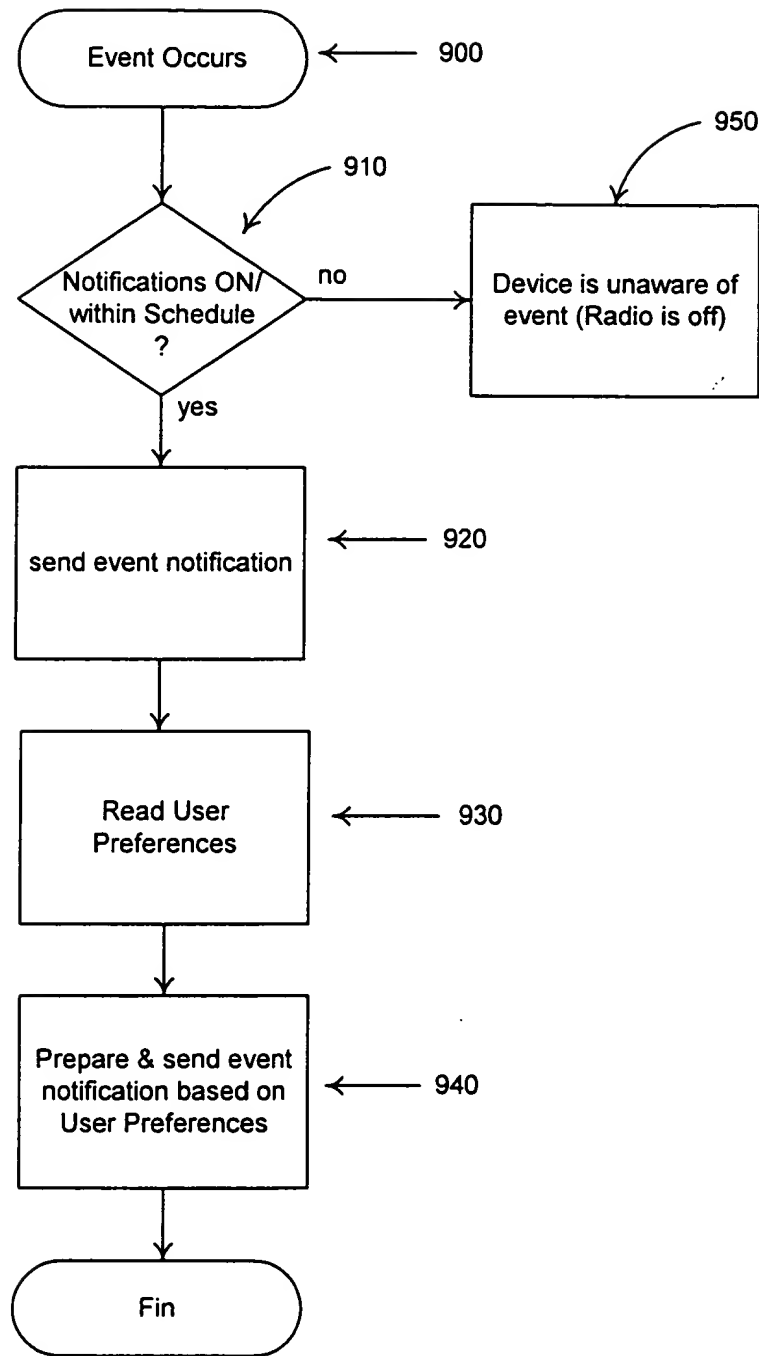 Event Occurs
900
950
910
Notifications ON/
within Schedule
?
no
Device is unaware of
event (Radio is off)
yes
send event notification
920
Read User
Preferences
930
Prepare & send event
notification based on
User Preferences
940
Fin